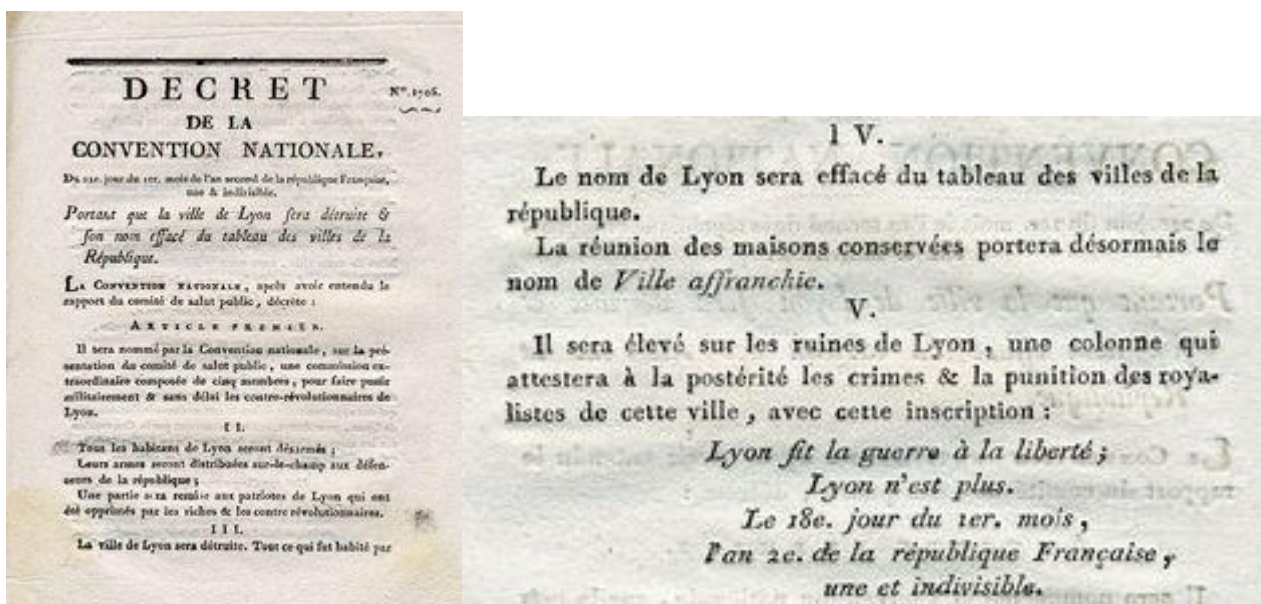 DECRET
N°. 1706.
DE LA
CONVENTION NATIONALE,
Du 21e. jour du 1er. mois de l'an second de la république Française,
une & indivisible.
Portant que la ville de Lyon sera détruite &
son nom effacé du tableau des villes de la
République.
LA CONVENTION NATIONALE, après avoir entendu le
rapport du comité de salut public, décrète :
ARTICLE PREMIER.
Il sera nommé par la Convention nationale, sur la pré-
sentation du comité de salut public, une commission ex-
traordinaire composée de cinq membres, pour faire punir
militairement & sans délai les contre-révolutionnaires de
Lyon.
II.
Tous les habitans de Lyon seront désarmés ;
Leurs armes seront distribuées sur-le-champ aux défen-
seurs de la république ;
Une partie sera remise aux patriotes de Lyon qui ont
été opprimés par les riches & les contre révolutionnaires.
III.
La ville de Lyon sera détruite. Tout ce qui fut habité par
IV.
Le nom de Lyon sera effacé du tableau des villes de la
république.
La réunion des maisons conservées portera désormais le
nom de Ville affranchie.
V.
Il sera élevé sur les ruines de Lyon, une colonne qui
attestera à la postérité les crimes & la punition des roya-
listes de cette ville, avec cette inscription :
Lyon fit la guerre à la liberté ;
Lyon n'est plus.
Le 18e. jour du 1er. mois,
l'an 2e. de la république Française,
une et indivisible.